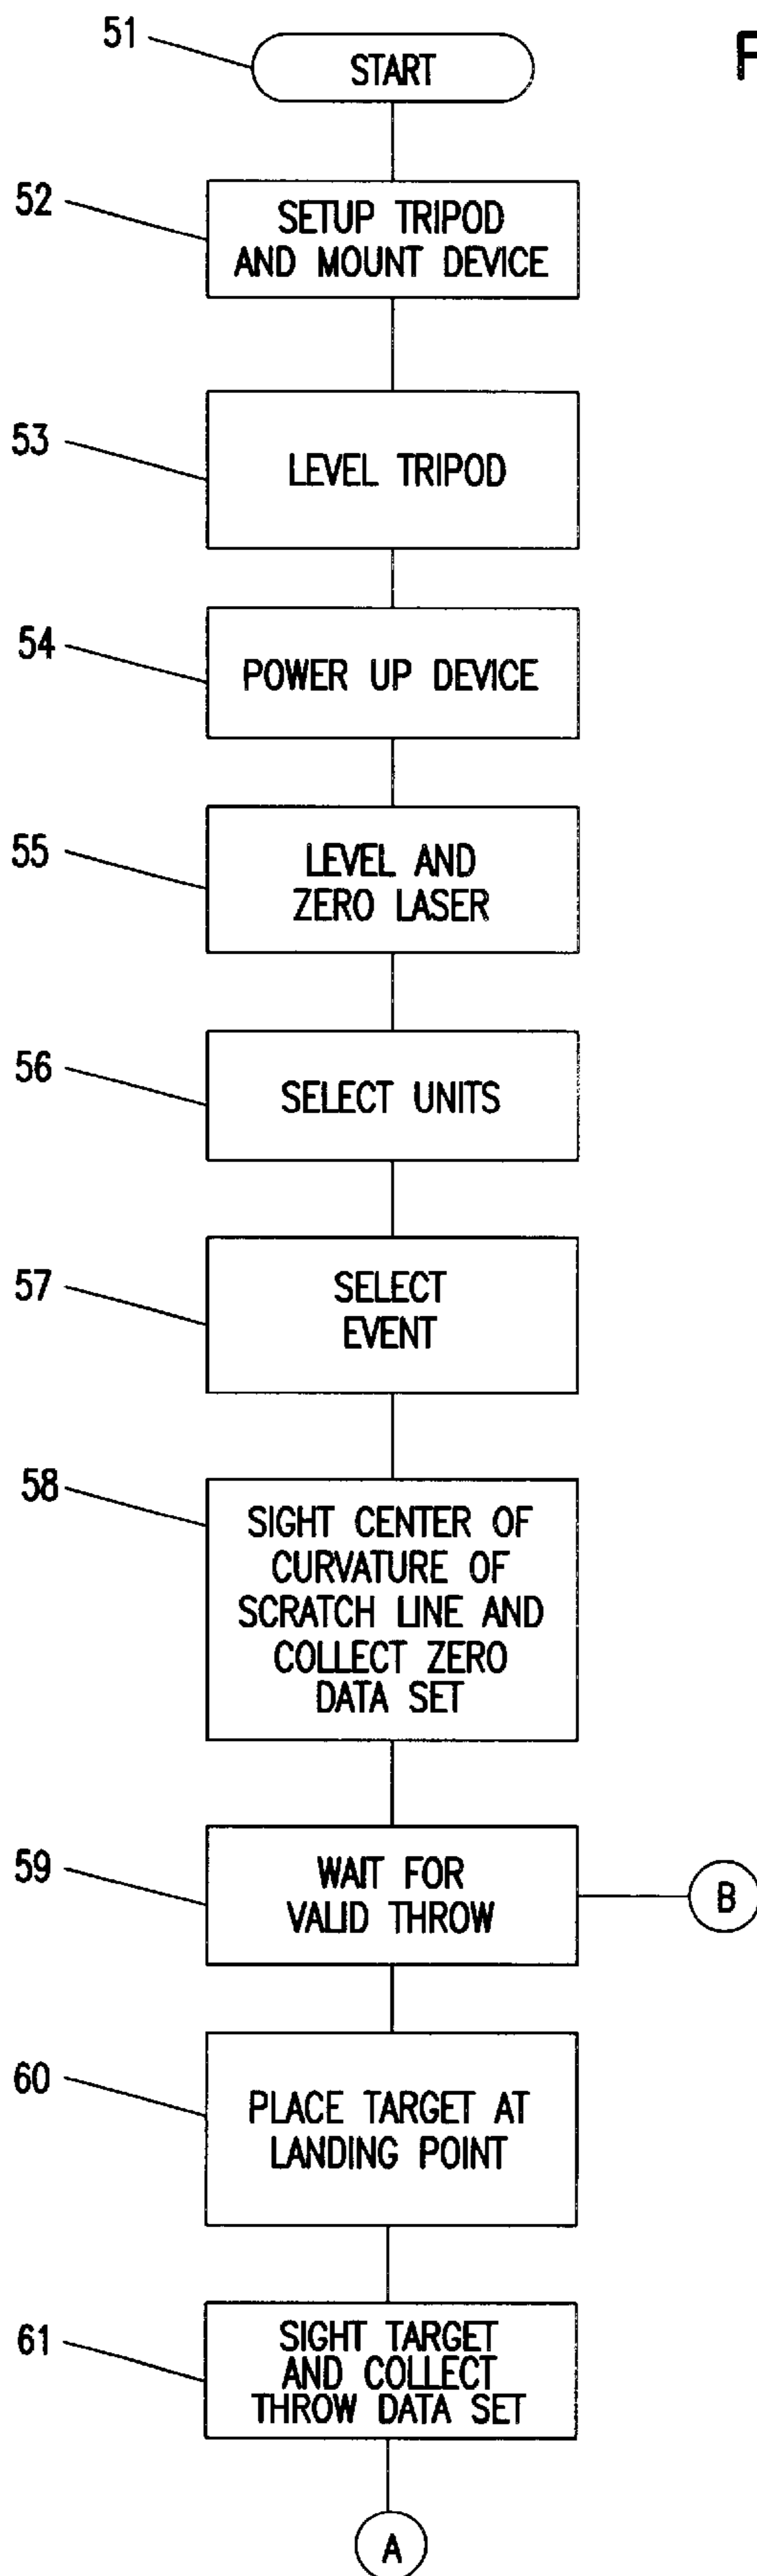 51
START
F
52
SETUP TRIPOD
AND MOUNT DEVICE
53
LEVEL TRIPOD
54
POWER UP DEVICE
55
LEVEL AND
ZERO LASER
56
SELECT UNITS
57
SELECT
EVENT
58
SIGHT CENTER OF
CURVATURE OF
SCRATCH LINE AND
COLLECT ZERO
DATA SET
59
WAIT FOR
VALID THROW
B
60
PLACE TARGET AT
LANDING POINT
61
SIGHT TARGET
AND COLLECT
THROW DATA SET
A